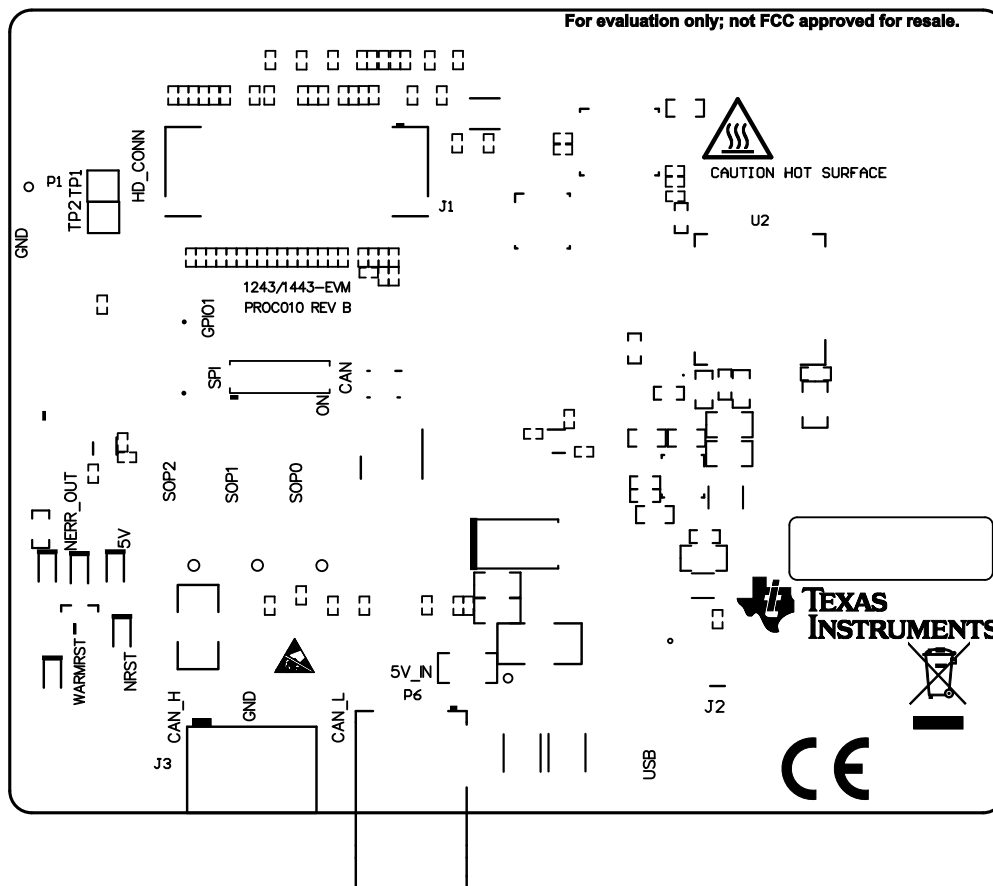 For evaluation only; not FCC approved for resale.
HD_CONN
P1
TP1
TP2
GND
J1
CAUTION HOT SURFACE
U2
1243/1443-EVM
PROC010 REV B
GPIO1
SPI
CAN
ON
SOP2
SOP1
SOP0
NERR_OUT
5V
TEXAS
INSTRUMENTS
WARMRST
NRST
5V_IN
P6
CAN_H
GND
CAN_L
J2
J3
USB
CE